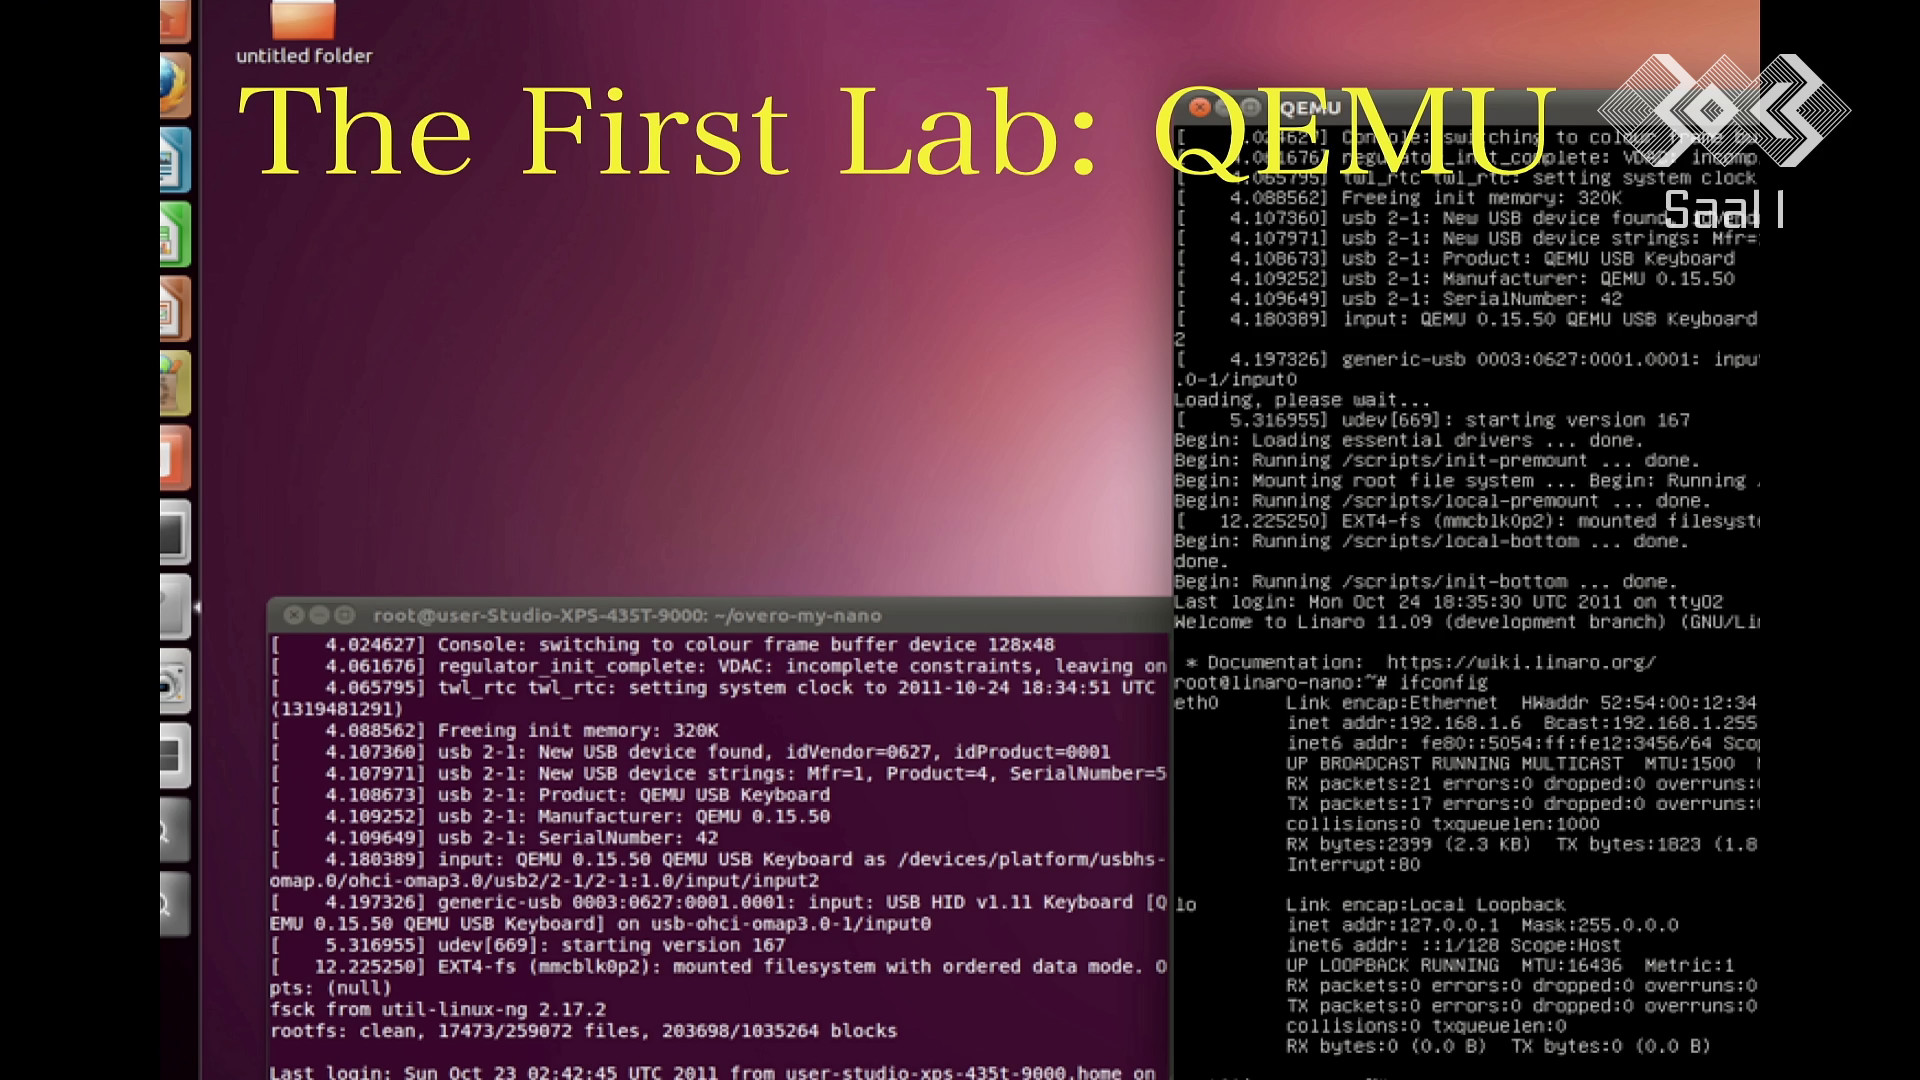 untitled folder
The First Lab: QEMU
Saal 1
QEMU
[    4.024627] Console: switching to colour frame bu
[    4.061676] regulator_init_complete: VDAC: incomp
[    4.065795] twl_rtc twl_rtc: setting system clock
[    4.088562] Freeing init memory: 320K
[    4.107360] usb 2-1: New USB device found, idVend
[    4.107971] usb 2-1: New USB device strings: Mfr=
[    4.108673] usb 2-1: Product: QEMU USB Keyboard
[    4.109252] usb 2-1: Manufacturer: QEMU 0.15.50
[    4.109649] usb 2-1: SerialNumber: 42
[    4.180389] input: QEMU 0.15.50 QEMU USB Keyboard
2
[    4.197326] generic-usb 0003:0627:0001.0001: inpu
.0-1/input0
Loading, please wait...
[    5.316955] udev[669]: starting version 167
Begin: Loading essential drivers ... done.
Begin: Running /scripts/init-premount ... done.
Begin: Mounting root file system ... Begin: Running
Begin: Running /scripts/local-premount ... done.
[   12.225250] EXT4-fs (mmcblk0p2): mounted filesyst
Begin: Running /scripts/local-bottom ... done.
done.
Begin: Running /scripts/init-bottom ... done.
Last login: Mon Oct 24 18:35:30 UTC 2011 on ttyO2
Welcome to Linaro 11.09 (development branch) (GNU/Li
* Documentation:  https://wiki.linaro.org/
root@linaro-nano:~# ifconfig
eth0      Link encap:Ethernet  HWaddr 52:54:00:12:34
inet addr:192.168.1.6  Bcast:192.168.1.255
inet6 addr: fe80::5054:ff:fe12:3456/64 Sco
UP BROADCAST RUNNING MULTICAST  MTU:1500
RX packets:21 errors:0 dropped:0 overruns:
TX packets:17 errors:0 dropped:0 overruns:
collisions:0 txqueuelen:1000
RX bytes:2399 (2.3 KB)  TX bytes:1823 (1.8
Interrupt:80
lo        Link encap:Local Loopback
inet addr:127.0.0.1  Mask:255.0.0.0
inet6 addr: ::1/128 Scope:Host
UP LOOPBACK RUNNING  MTU:16436  Metric:1
RX packets:0 errors:0 dropped:0 overruns:0
TX packets:0 errors:0 dropped:0 overruns:0
collisions:0 txqueuelen:0
RX bytes:0 (0.0 B)  TX bytes:0 (0.0 B)
root@user-Studio-XPS-435T-9000: ~/overo-my-nano
[    4.024627] Console: switching to colour frame buffer device 128x48
[    4.061676] regulator_init_complete: VDAC: incomplete constraints, leaving on
[    4.065795] twl_rtc twl_rtc: setting system clock to 2011-10-24 18:34:51 UTC
(1319481291)
[    4.088562] Freeing init memory: 320K
[    4.107360] usb 2-1: New USB device found, idVendor=0627, idProduct=0001
[    4.107971] usb 2-1: New USB device strings: Mfr=1, Product=4, SerialNumber=5
[    4.108673] usb 2-1: Product: QEMU USB Keyboard
[    4.109252] usb 2-1: Manufacturer: QEMU 0.15.50
[    4.109649] usb 2-1: SerialNumber: 42
[    4.180389] input: QEMU 0.15.50 QEMU USB Keyboard as /devices/platform/usbhs-
omap.0/ohci-omap3.0/usb2/2-1/2-1:1.0/input/input2
[    4.197326] generic-usb 0003:0627:0001.0001: input: USB HID v1.11 Keyboard [Q
EMU 0.15.50 QEMU USB Keyboard] on usb-ohci-omap3.0-1/input0
[    5.316955] udev[669]: starting version 167
[   12.225250] EXT4-fs (mmcblk0p2): mounted filesystem with ordered data mode. O
pts: (null)
fsck from util-linux-ng 2.17.2
rootfs: clean, 17473/259072 files, 203698/1035264 blocks
Last login: Sun Oct 23 02:42:45 UTC 2011 from user-studio-xps-435t-9000.home on